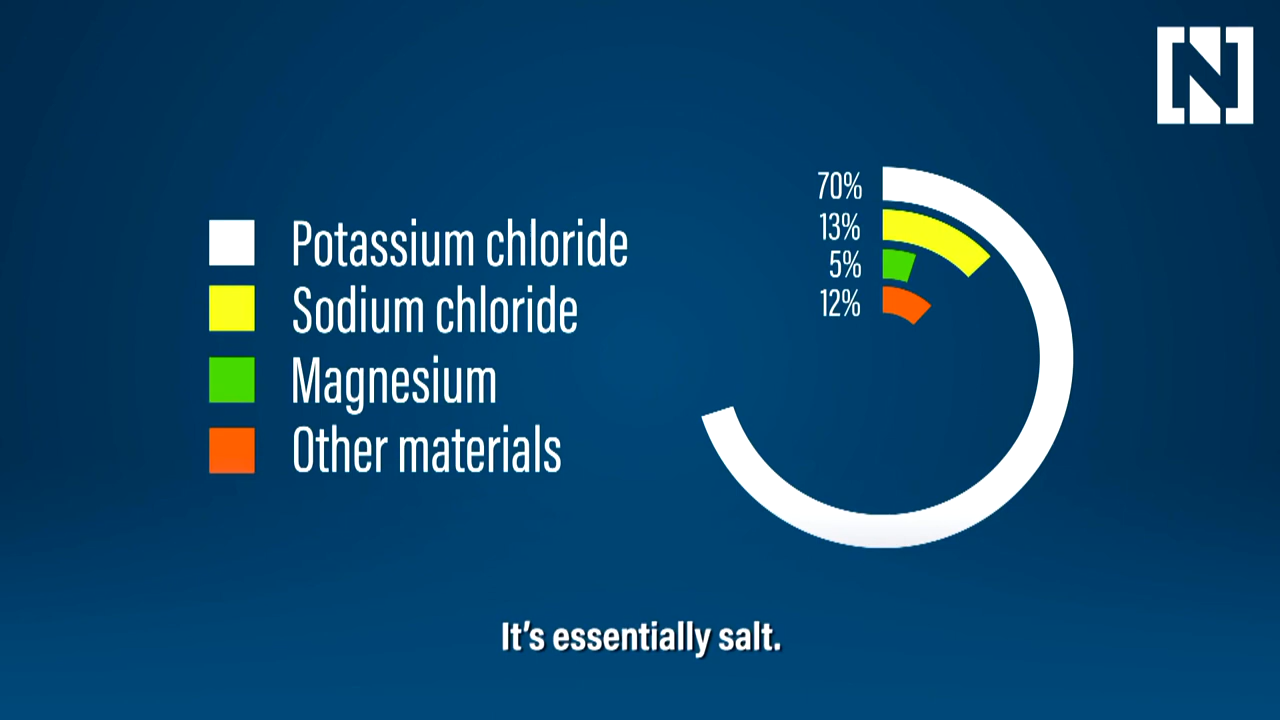 [N]
70%
13%
5%
12%
Potassium chloride
Sodium chloride
Magnesium
Other materials
It's essentially salt.